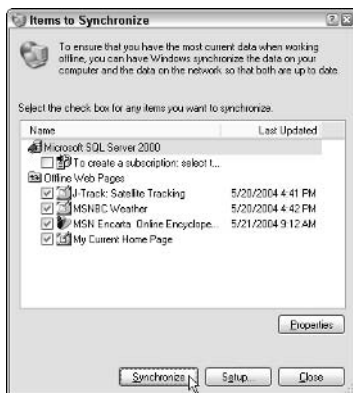 Items to Synchronize
To ensure that you have the most current data when working
offline, you can have Windows synchronize the data on your
computer and the data on the network so that both are up to date.
Select the check box for any items you want to synchronize.
Name Last Updated
Microsoft SQL Server 2000
To create a subscription: select t...
Offline Web Pages
J-Track: Satellite Tracking 5/20/2004 4:41 PM
MSNBC Weather 5/20/2004 4:42 PM
MSN Encarta Online Encyclope... 5/21/2004 9:12 AM
My Current Home Page
Properties
Synchronize Setup... Close